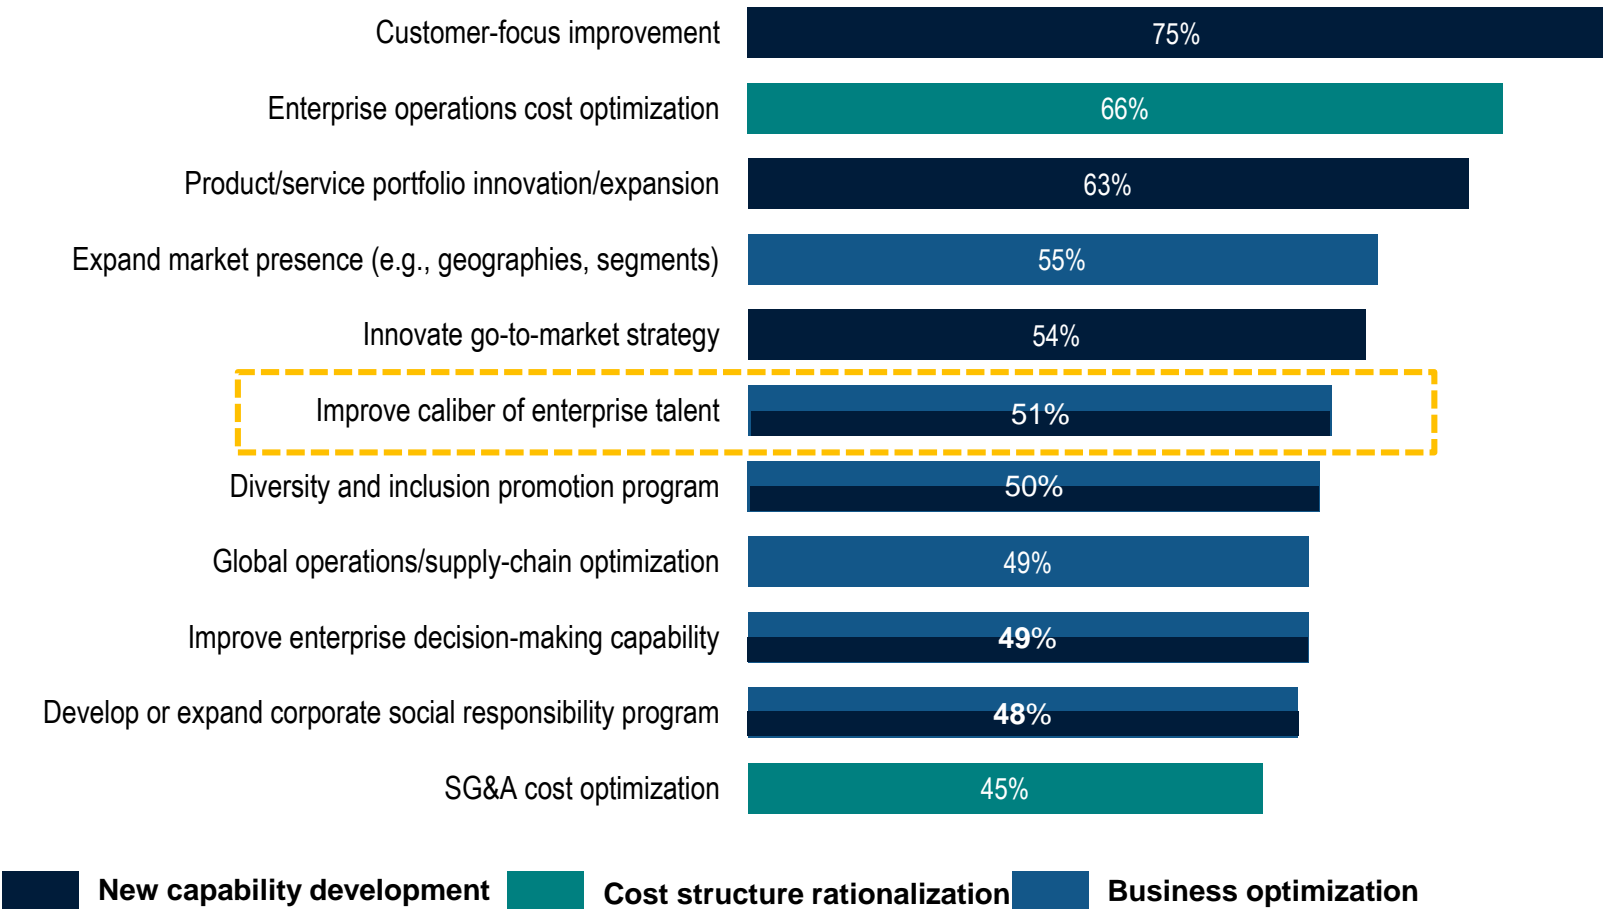 Customer-focus improvement 75%
Enterprise operations cost optimization 66%
Product/service portfolio innovation/expansion 63%
Expand market presence (e.g., geographies, segments) 55%
Innovate go-to-market strategy 54%
Improve caliber of enterprise talent 51%
Diversity and inclusion promotion program 50%
Global operations/supply-chain optimization 49%
Improve enterprise decision-making capability 49%
Develop or expand corporate social responsibility program 48%
SG&A cost optimization 45%
New capability development Cost structure rationalization Business optimization